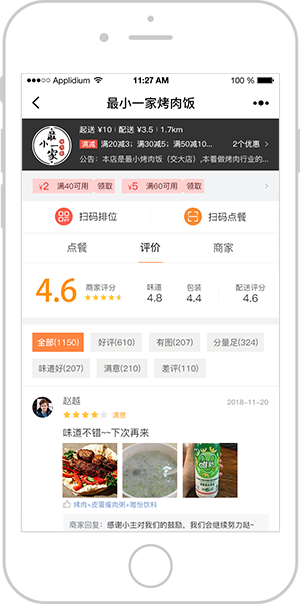 Applidium 11:27 AM 100 %
最小一家烤肉饭
最
小一家
起送 ¥10 | 配送 ¥3.5 | 1.7km
满减 满20减3；满30减5；满50减10... 2个优惠
公告：本店是最小烤肉饭（交大店）,本着做烤肉行业的...
¥2 满40可用 领取 ¥5 满60可用 领取
扫码排位 扫码点餐
点餐 评价 商家
4.6 商家评分 味道 4.8 包装 4.4 配送评分 4.6
全部(1150) 好评(610) 有图(207) 分量足(324)
味道好(207) 满意(210) 差评(110)
赵越 2018-11-20
满意
味道不错~~下次再来
烤肉+皮蛋瘦肉粥+唯怡饮料
商家回复：感谢小主对我们的鼓励，我们会继续努力哒~